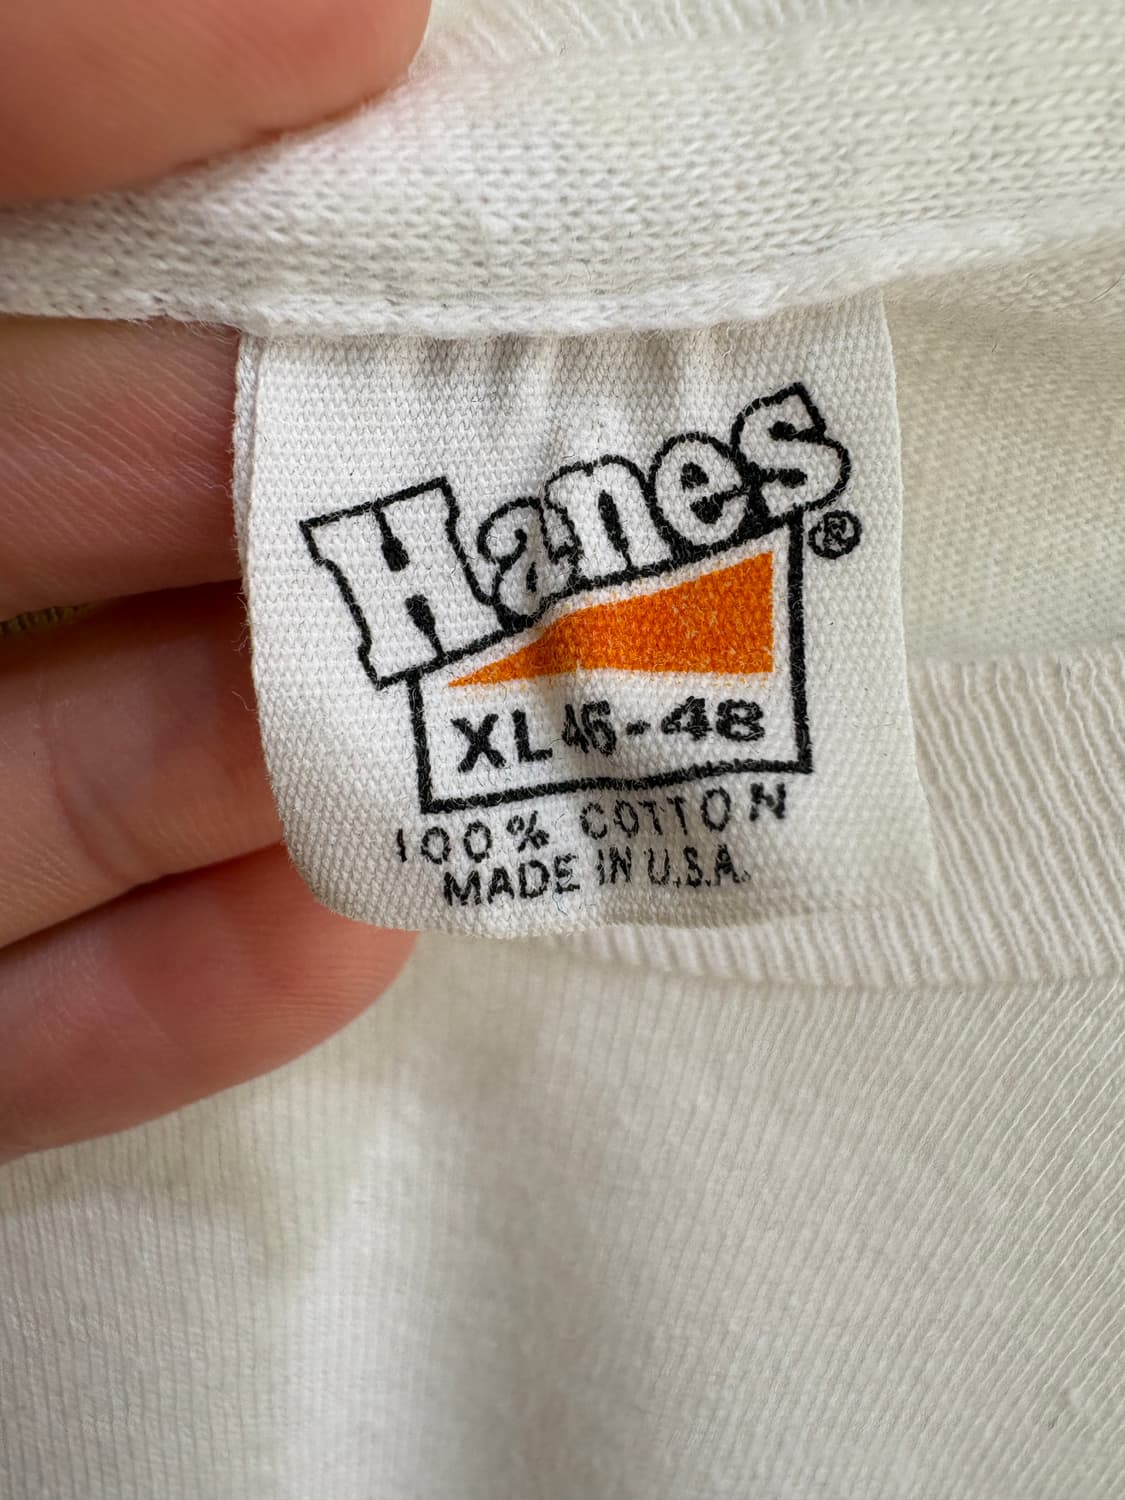 Hanes®
XL 46-48
100% COTTON
MADE IN U.S.A.